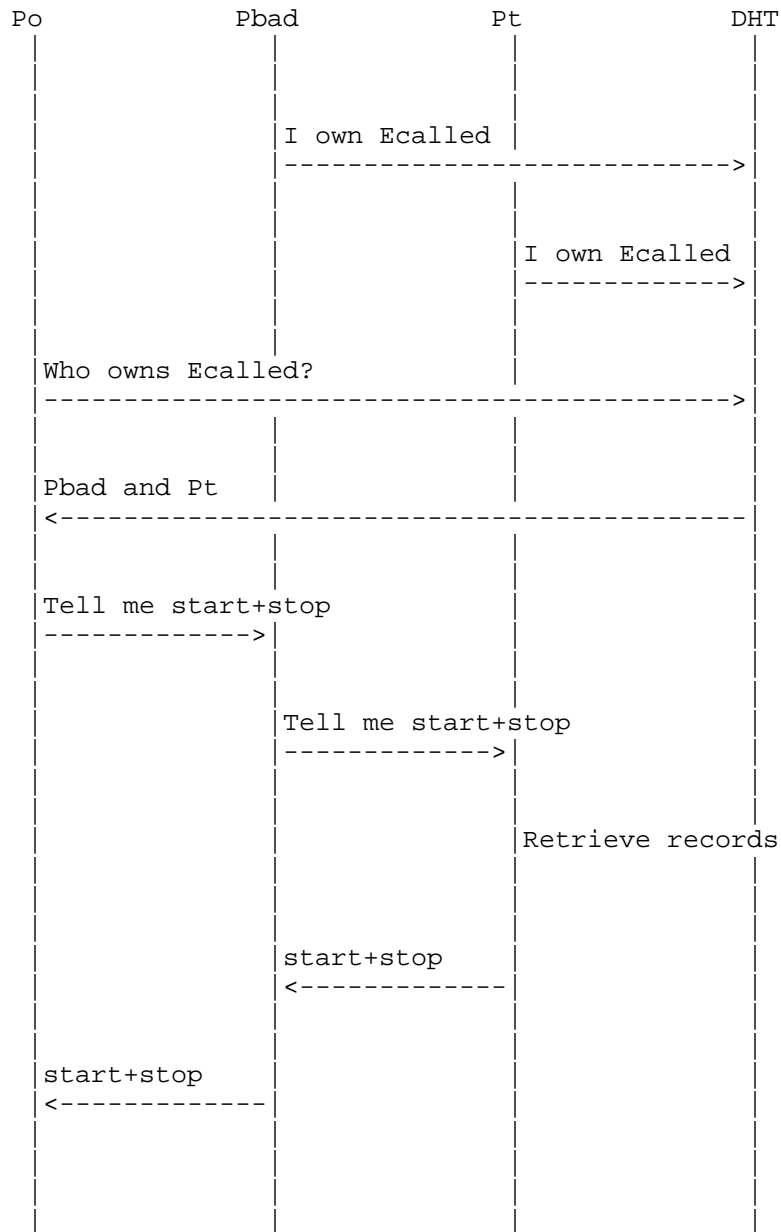 Po Pbad Pt DHT
I own Ecalled
I own Ecalled
Who owns Ecalled?
Pbad and Pt
Tell me start+stop
Tell me start+stop
Retrieve records
start+stop
start+stop